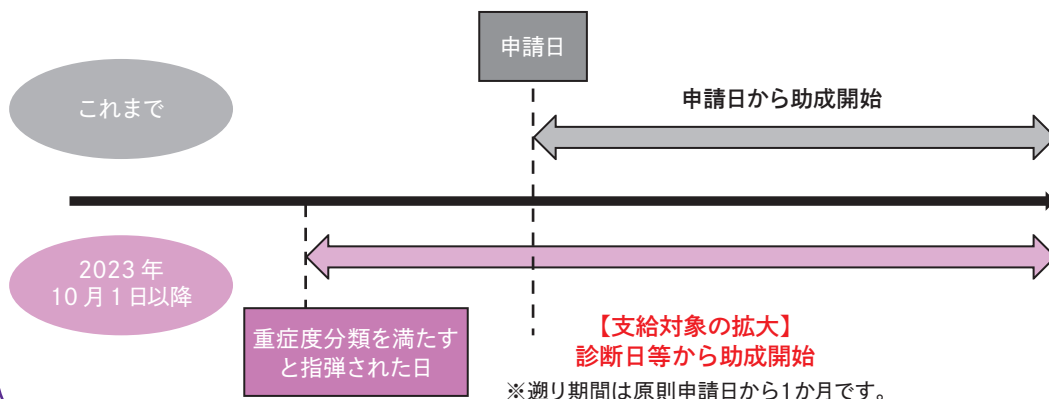 申請日
これまで
申請日から助成開始
2023年
10月1日以降
重症度分類を満たす
と指弾された日
【支給対象の拡大】
診断日等から助成開始
※遡り期間は原則申請日から1か月です。